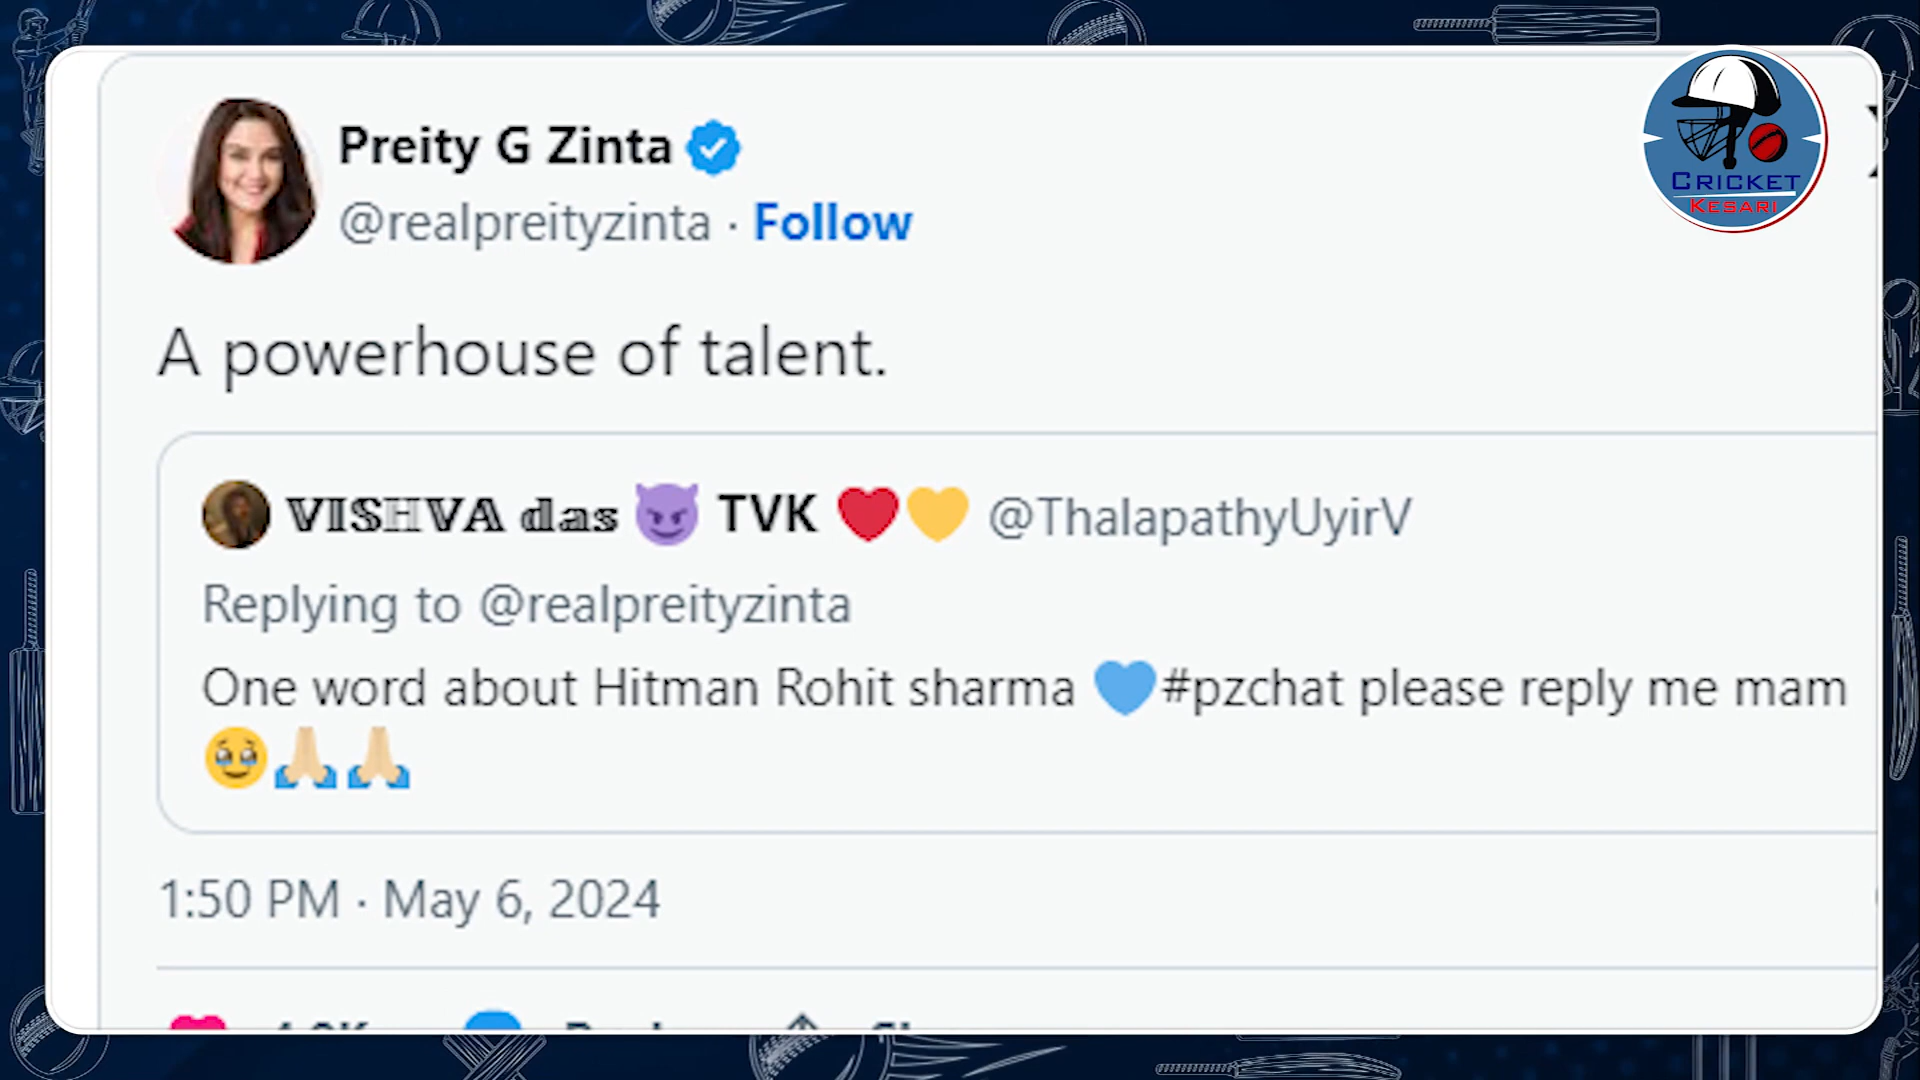 Preity G Zinta
@realpreityzinta · Follow
CRICKET
KESARI
A powerhouse of talent.
𝕍𝕀𝕊ℍ𝕍𝔸 𝕕𝕒𝕤 😈 TVK ❤️💛 @ThalapathyUyirV
Replying to @realpreityzinta
One word about Hitman Rohit sharma 💙#pzchat please reply me mam
🥹🙏🏼🙏🏼
1:50 PM · May 6, 2024